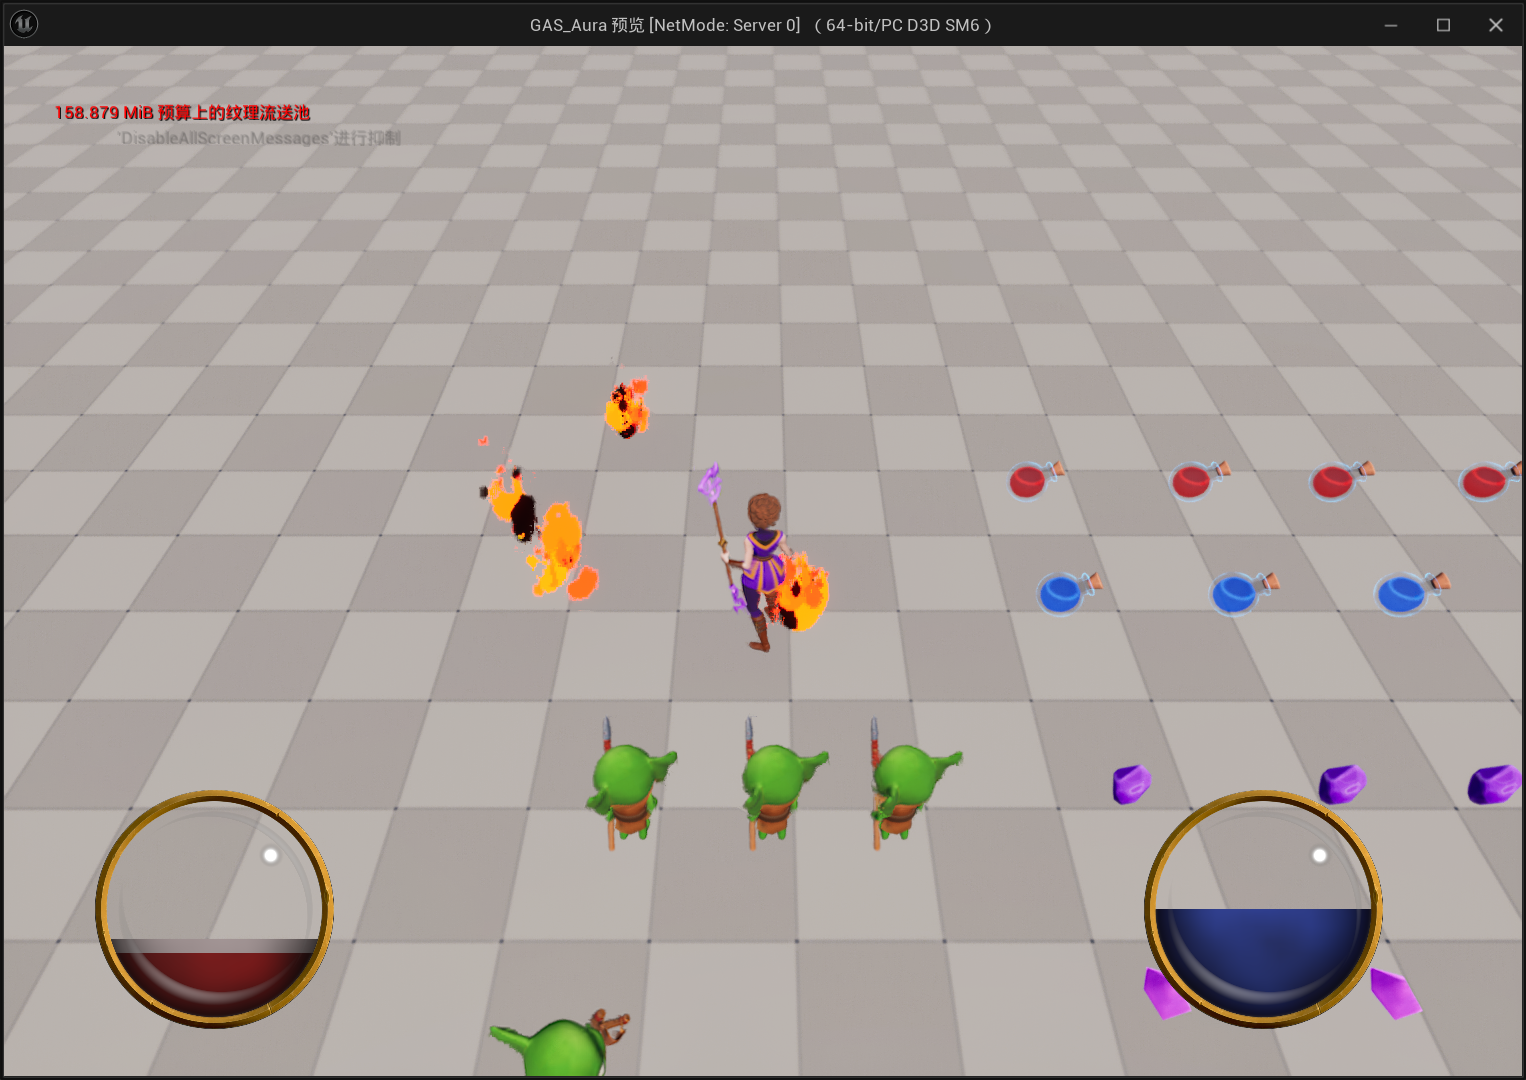 GAS_Aura 预览 [NetMode: Server 0] （64-bit/PC D3D SM6）
158.879 MiB 预算上的纹理流送池
'DisableAllScreenMessages'进行抑制